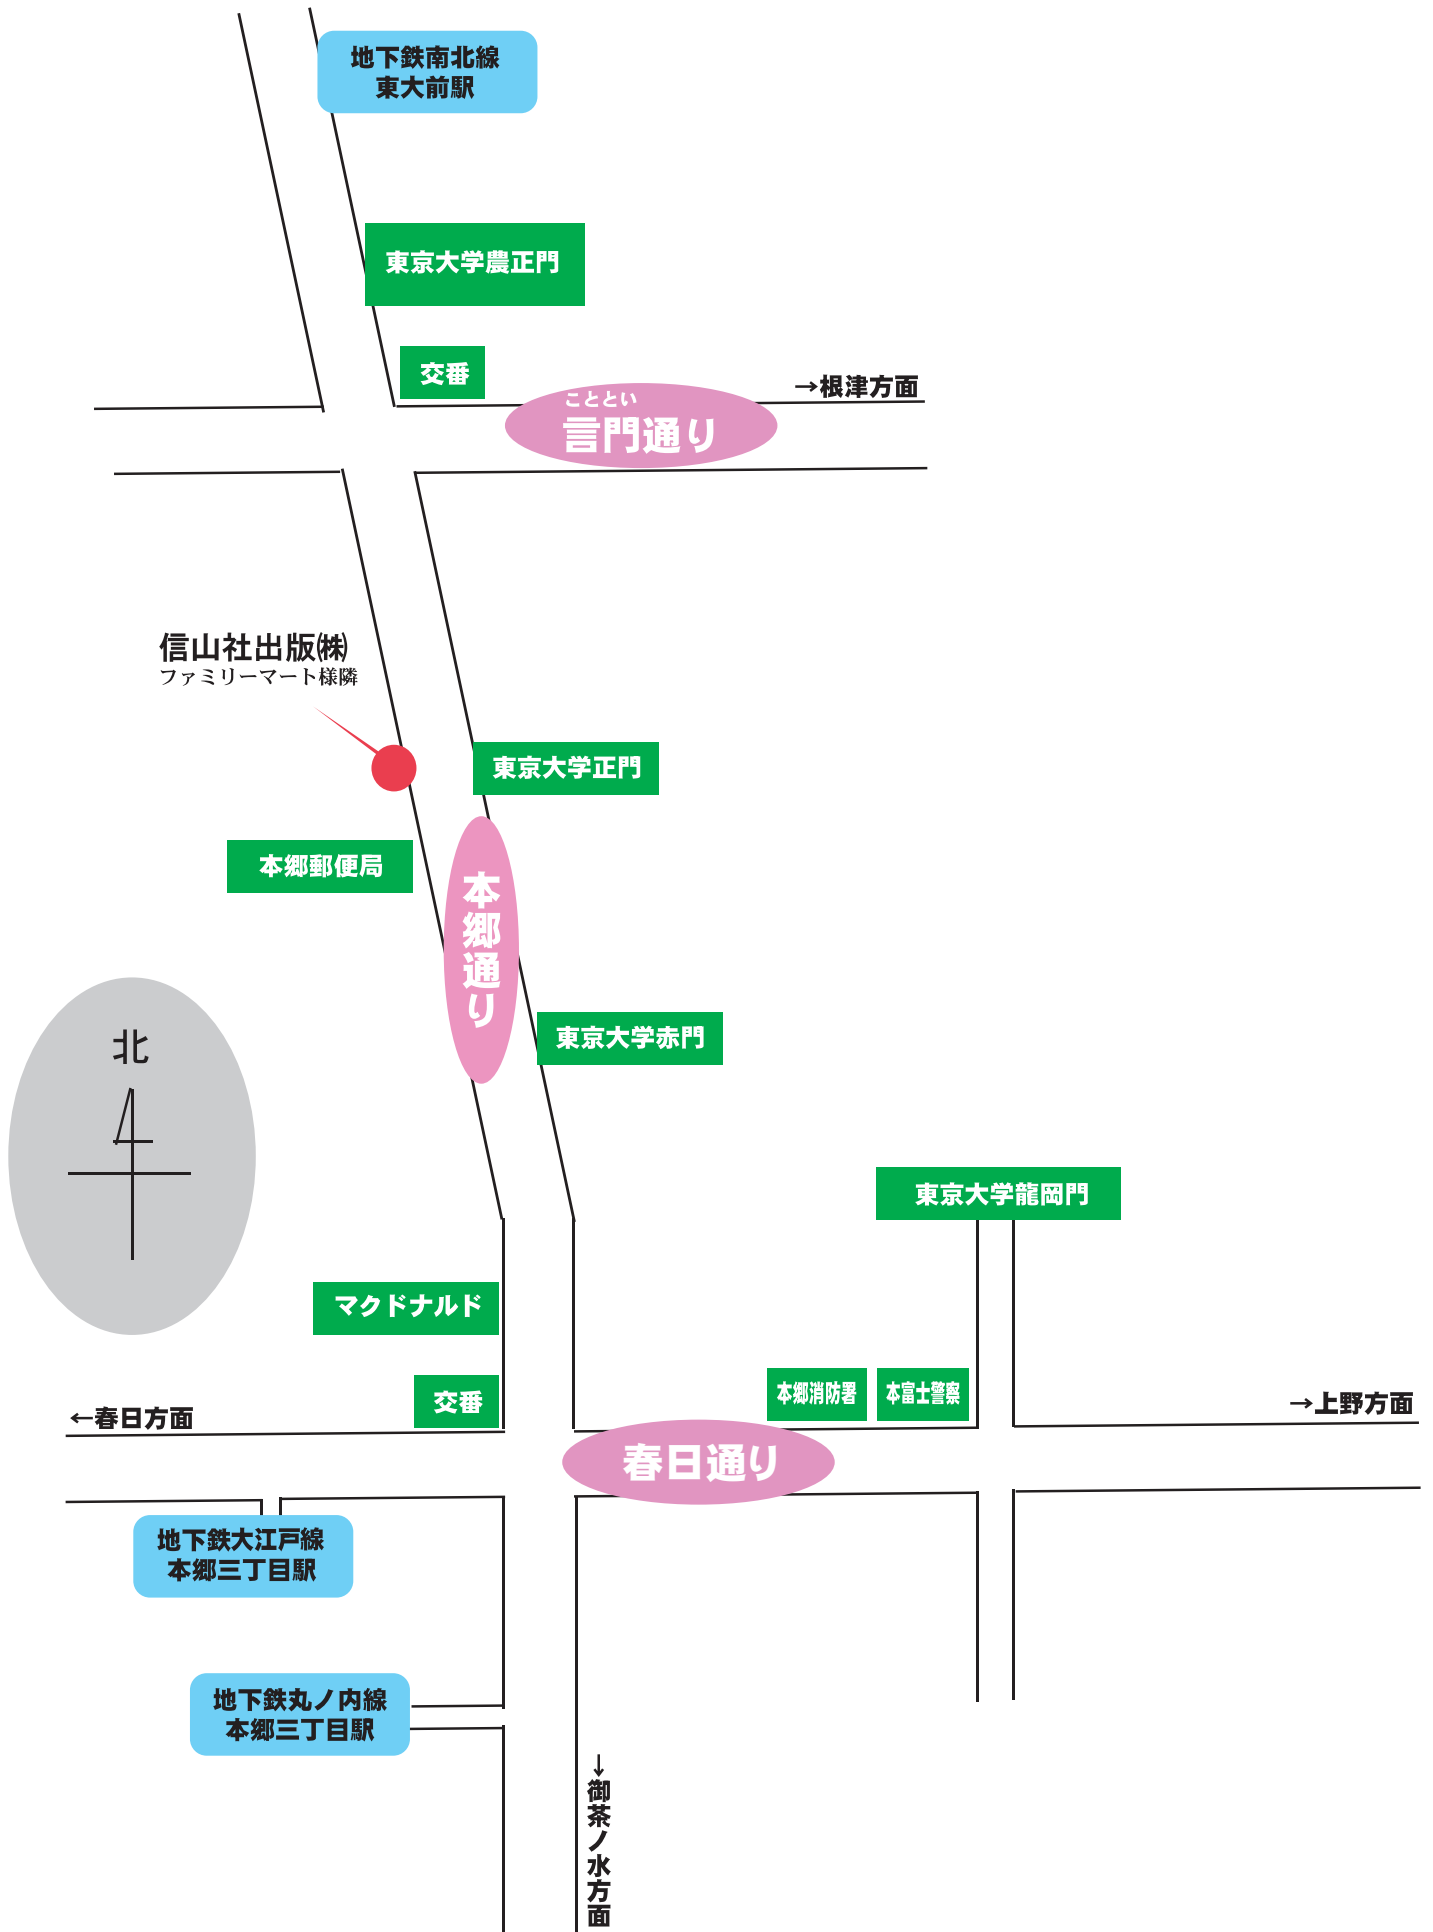 地下鉄南北線
東大前駅
東京大学農正門
交番
→根津方面
こととい
言門通り
信山社出版㈱
ファミリーマート様隣
東京大学正門
本郷郵便局
本郷通り
東京大学赤門
北
東京大学龍岡門
マクドナルド
交番
本郷消防署
本富士警察
←春日方面
→上野方面
春日通り
地下鉄大江戸線
本郷三丁目駅
地下鉄丸ノ内線
本郷三丁目駅
→御茶ノ水方面